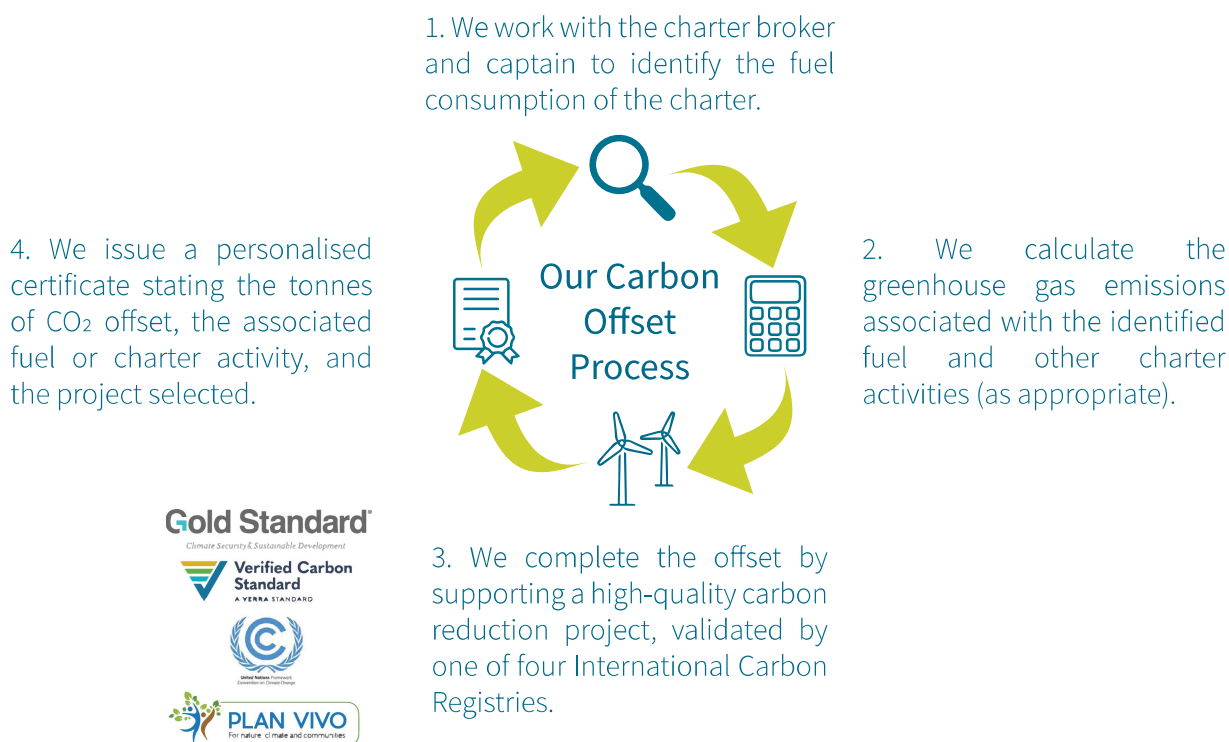 1. We work with the charter broker
and captain to identify the fuel
consumption of the charter.
Our Carbon
Offset
Process
2. We calculate the
greenhouse gas emissions
associated with the identified
fuel and other charter
activities (as appropriate).
3. We complete the offset by
supporting a high-quality carbon
reduction project, validated by
one of four International Carbon
Registries.
4. We issue a personalised
certificate stating the tonnes
of CO₂ offset, the associated
fuel or charter activity, and
the project selected.
Gold Standard®
Climate Security & Sustainable Development
Verified Carbon
Standard
A VERRA STANDARD
United Nations Framework
Convention on Climate Change
PLAN VIVO
For nature, climate and communities